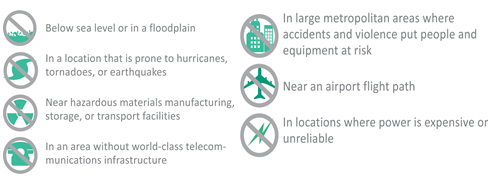 Below sea level or in a floodplain
In a location that is prone to hurricanes,
tornadoes, or earthquakes
Near hazardous materials manufacturing,
storage, or transport facilities
In an area without world-class telecom-
munications infrastructure
In large metropolitan areas where
accidents and violence put people and
equipment at risk
Near an airport flight path
In locations where power is expensive or
unreliable